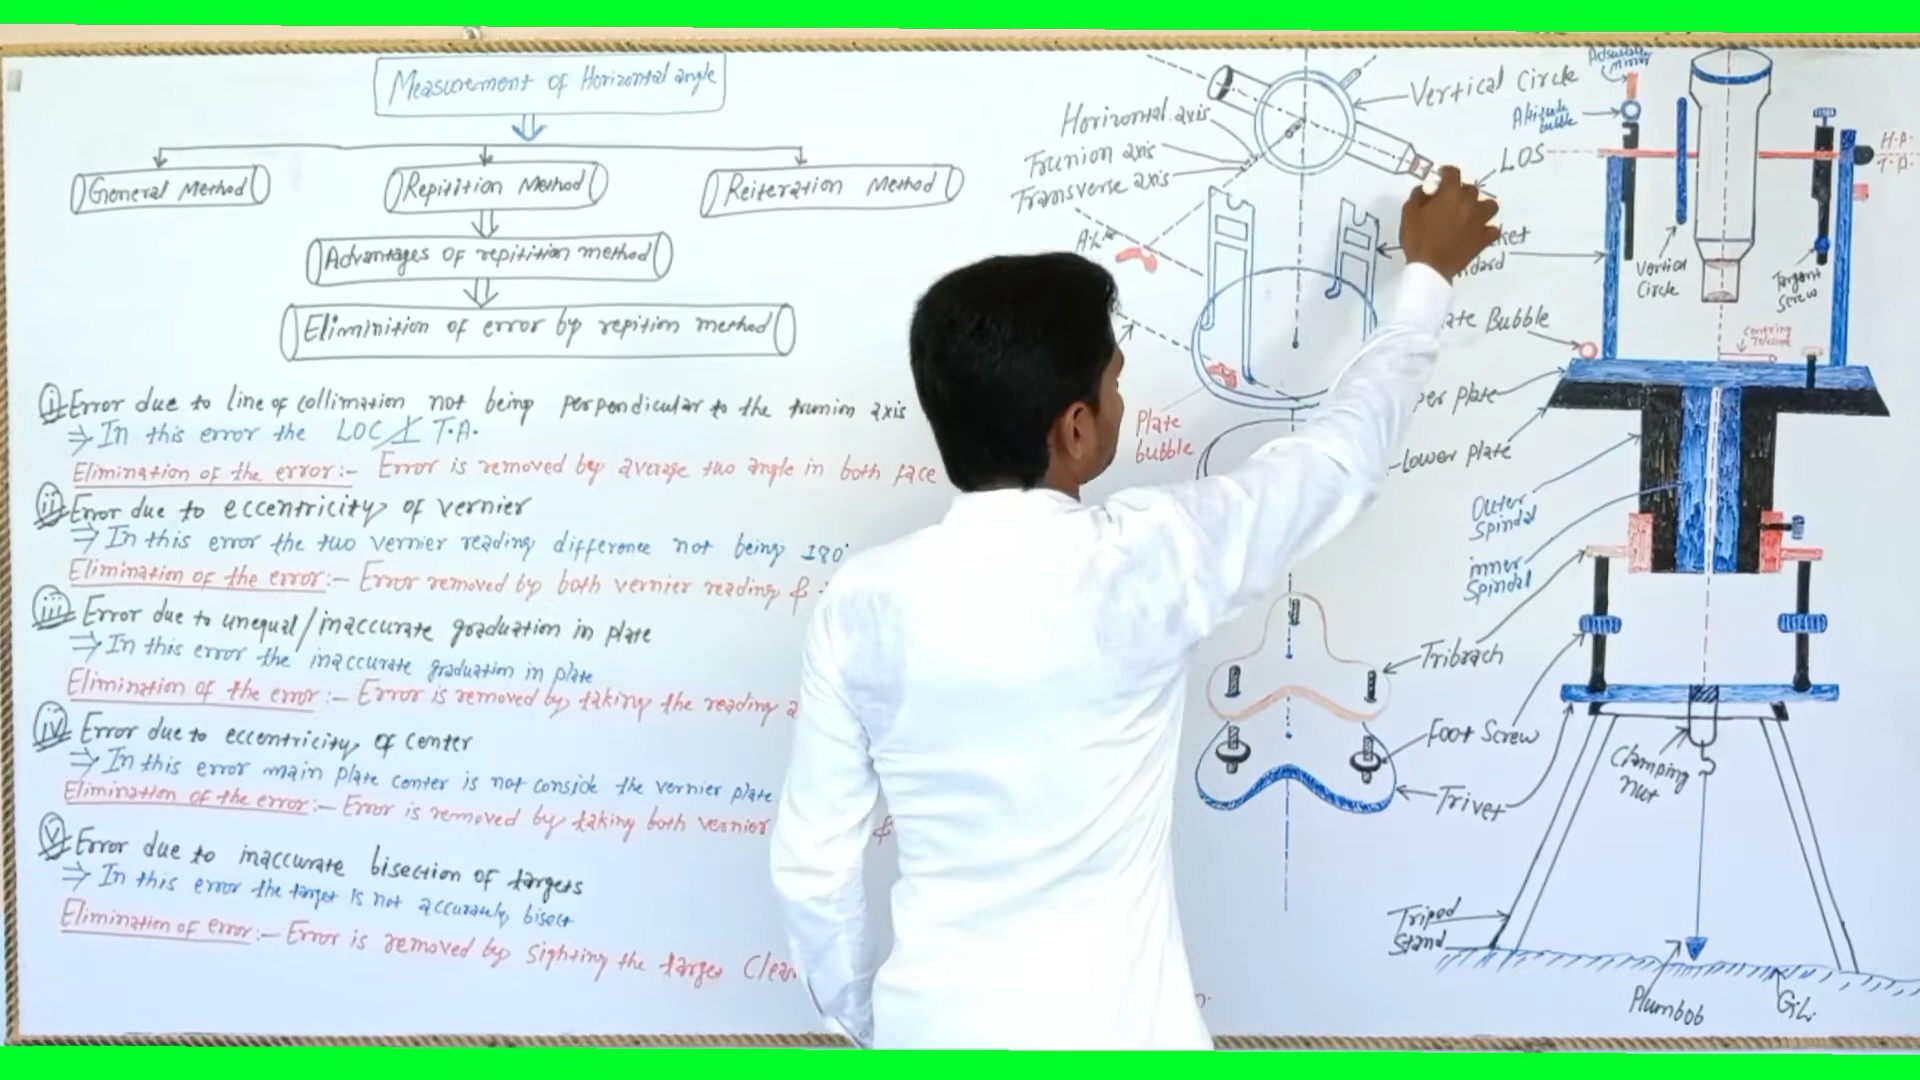 Measurement of Horizontal angle
General Method
Repitition Method
Reiteration Method
Advantages of repitition method
Eliminition of error by repition method
i) Error due to line of collimation not being perpendicular to the trunion axis
⇒ In this error the LOC ⊥̸ T.A.
Elimination of the error:- Error is removed by average two angle in both face
ii) Error due to eccentricity of vernier
⇒ In this error the two vernier reading difference not being 180°
Elimination of the error:- Error removed by both vernier reading &
iii) Error due to unequal/inaccurate graduation in plate
⇒ In this error the inaccurate graduation in plate
Elimination of the error:- Error is removed by taking the reading
iv) Error due to eccentricity of center
⇒ In this error main plate center is not conside the vernier plate
Elimination of the error:- Error is removed by taking both vernier &
v) Error due to inaccurate bisection of targets
⇒ In this error the target is not accurately bisect
Elimination of error:- Error is removed by sighting the target
Vertical Circle
Horizontal axis
Trunion axis
Transverse axis
LOS
Plate
bubble
Bubble
Plate
Lower plate
Outer
Spindal
inner
Spindal
Tribrach
Foot Screw
Trivet
Tripod
Stand
Plumbob
G.L.
Clamping
nut
mirror
bubble
Vertical
Circle
Tangent
Screw
H.A.
T.A.